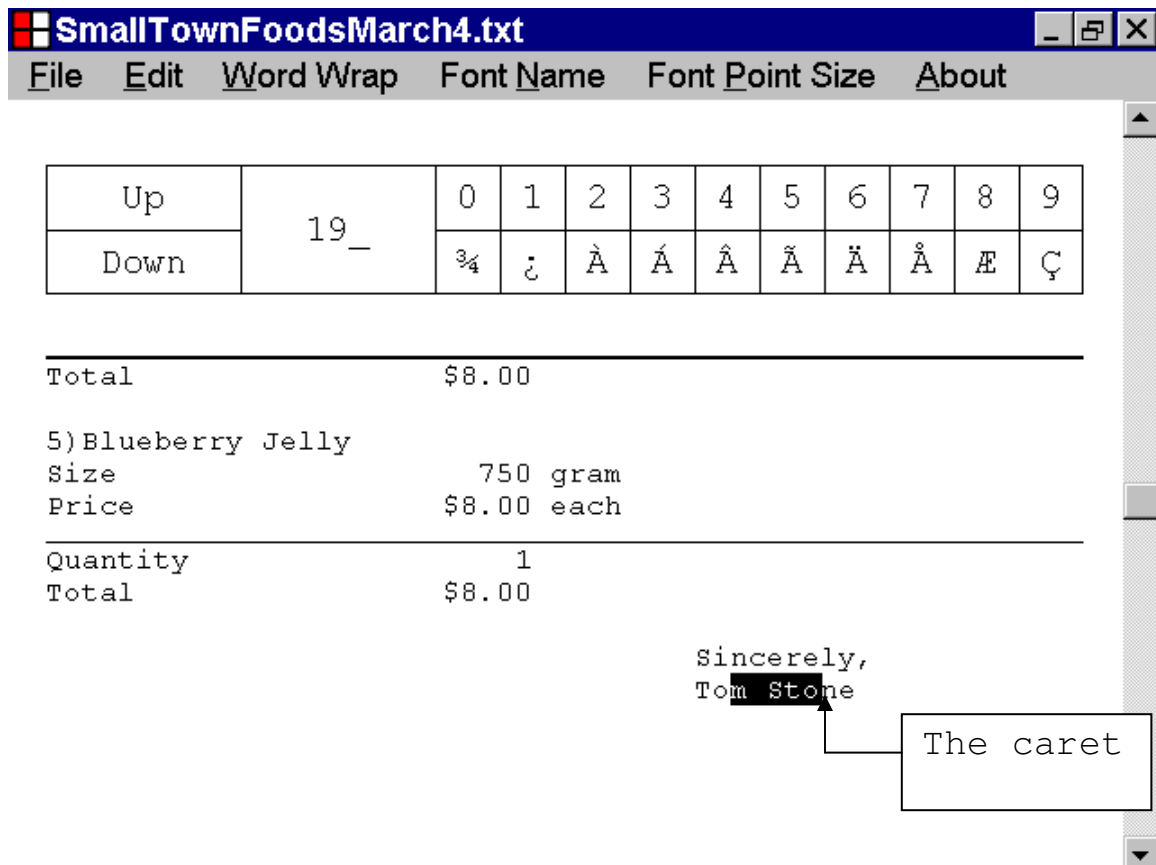 SmallTownFoodsMarch4.txt
File Edit Word Wrap Font Name Font Point Size About
Up 19_ 0 1 2 3 4 5 6 7 8 9
Down ¾ ¿ À Á Â Ã Ä Å Æ Ç
Total $8.00
5)Blueberry Jelly
Size 750 gram
Price $8.00 each
Quantity 1
Total $8.00
Sincerely,
Tom Stone
The caret